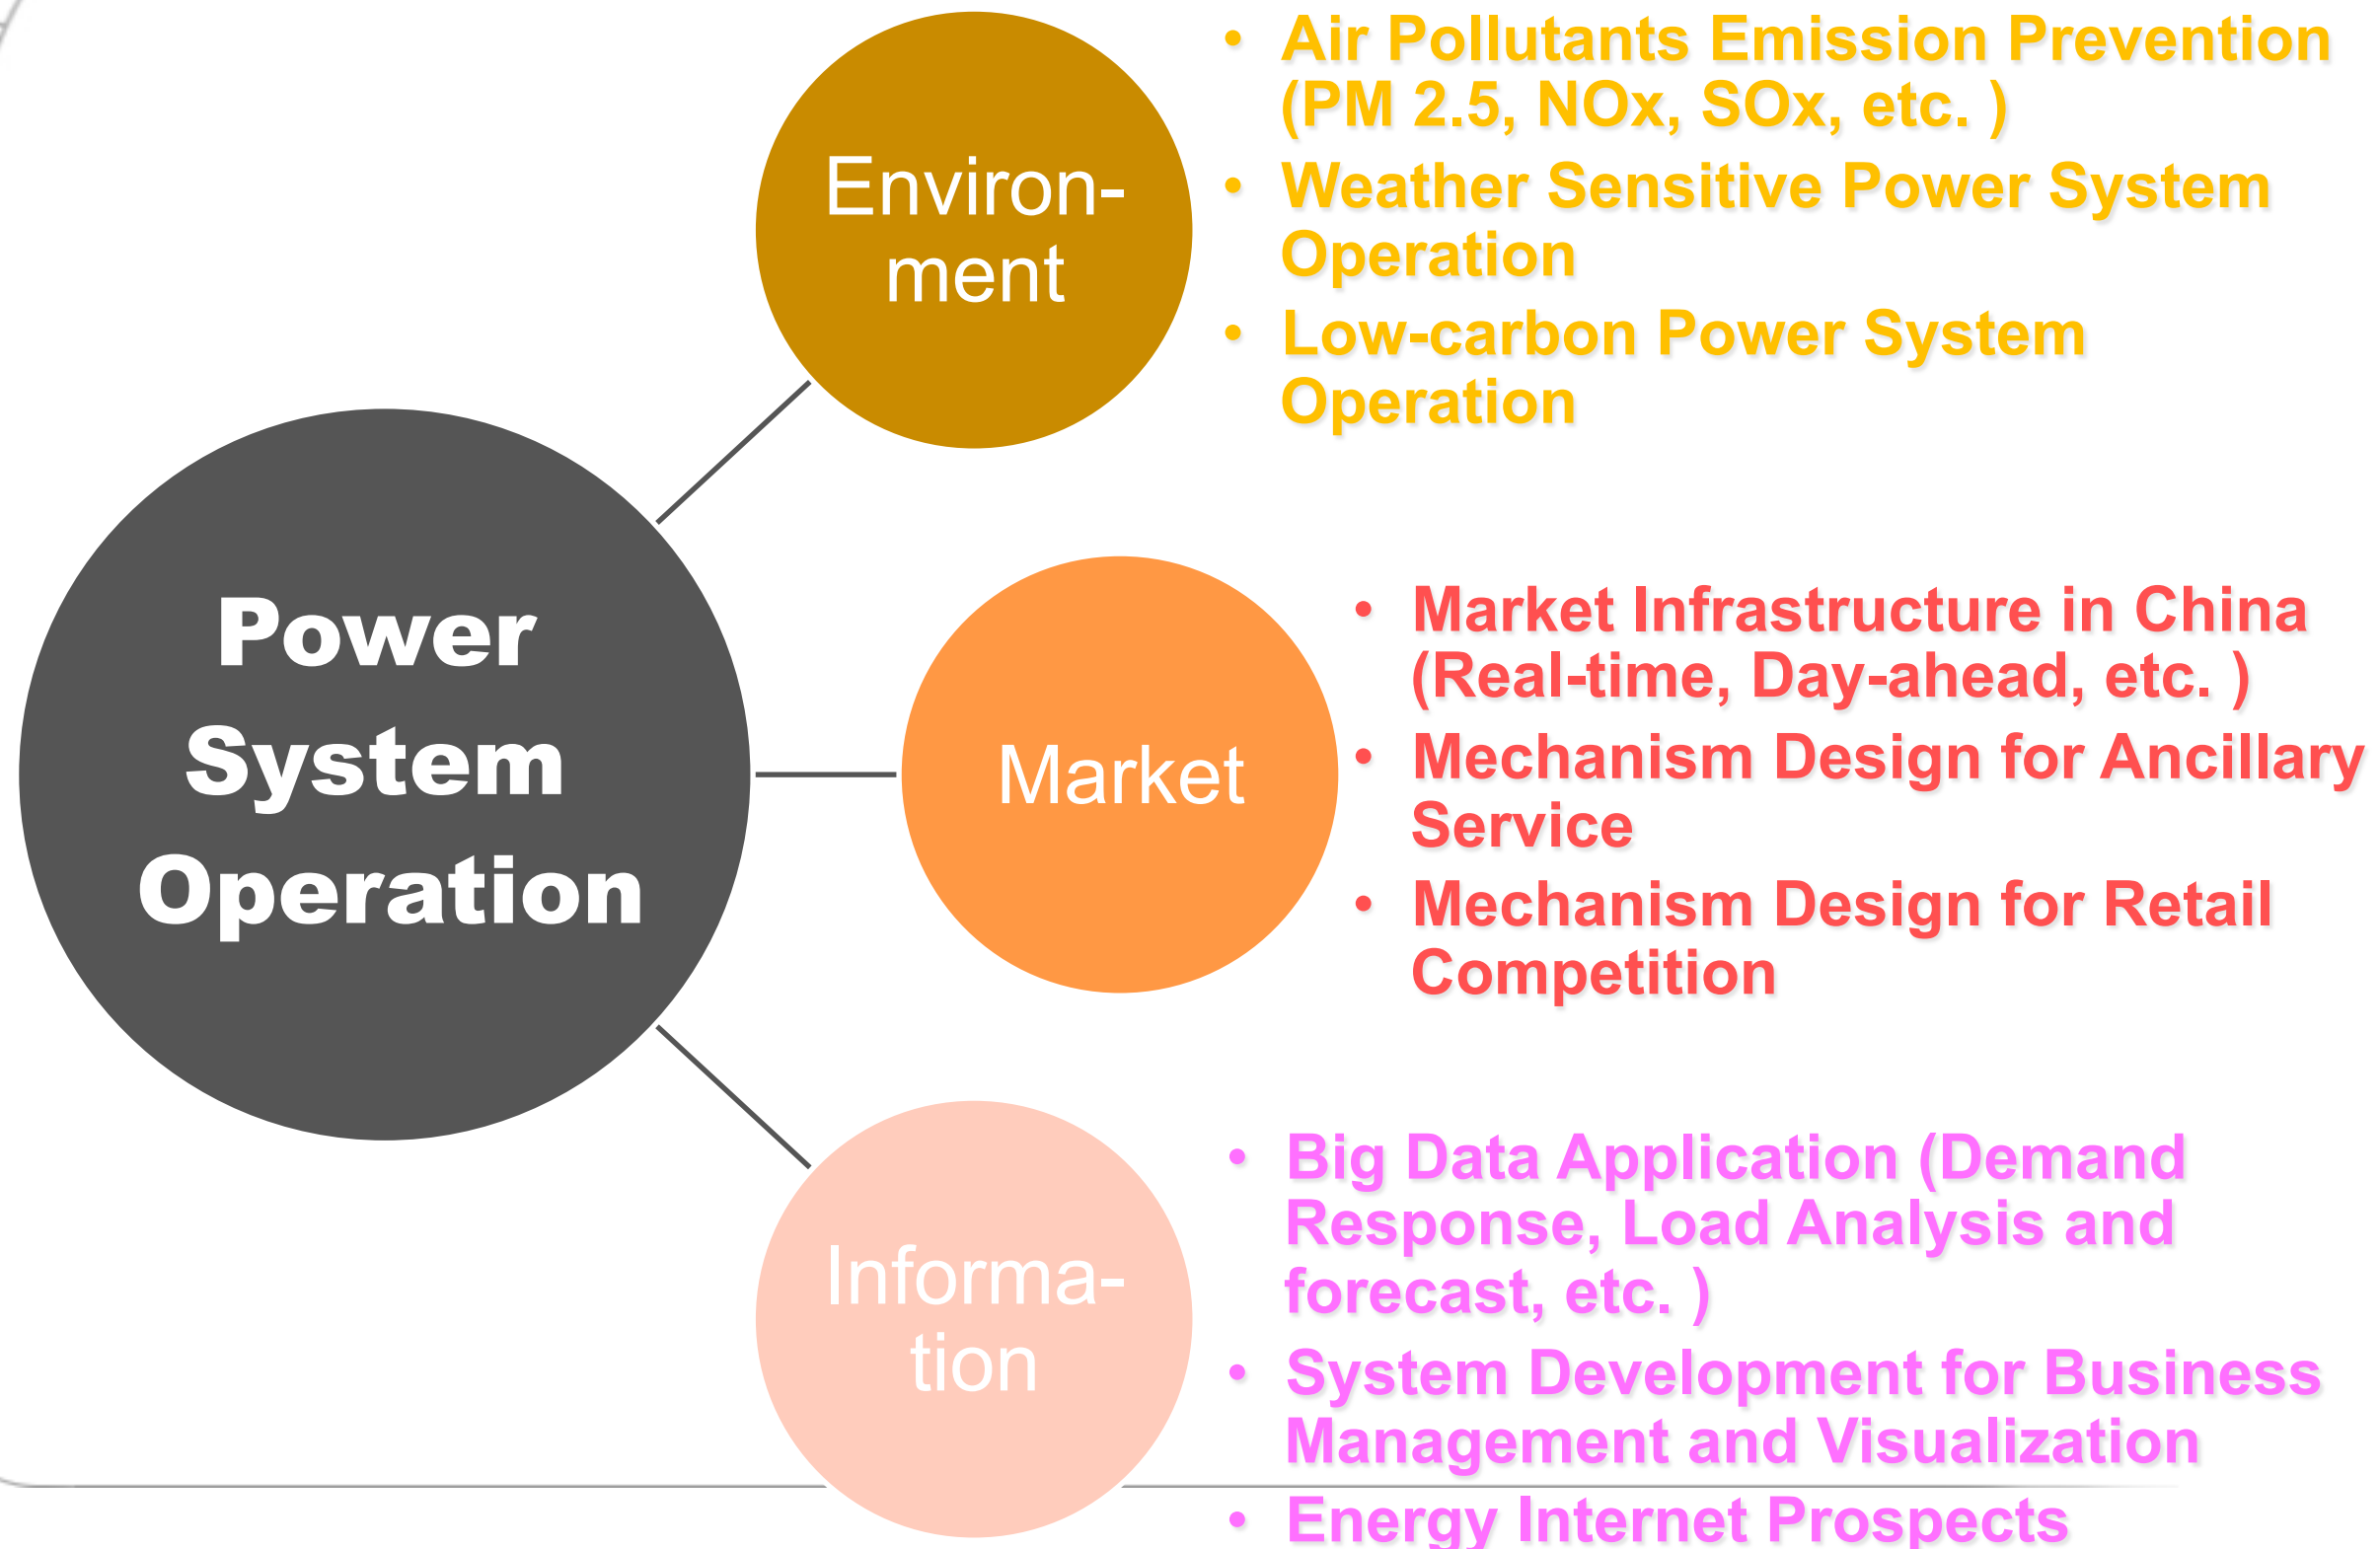 Power
System
Operation
Environ-
ment
• Air Pollutants Emission Prevention
(PM 2.5, NOx, SOx, etc. )
• Weather Sensitive Power System
Operation
• Low-carbon Power System
Operation
Market
• Market Infrastructure in China
(Real-time, Day-ahead, etc. )
• Mechanism Design for Ancillary
Service
• Mechanism Design for Retail
Competition
Informa-
tion
• Big Data Application (Demand
Response, Load Analysis and
forecast, etc. )
• System Development for Business
Management and Visualization
• Energy Internet Prospects